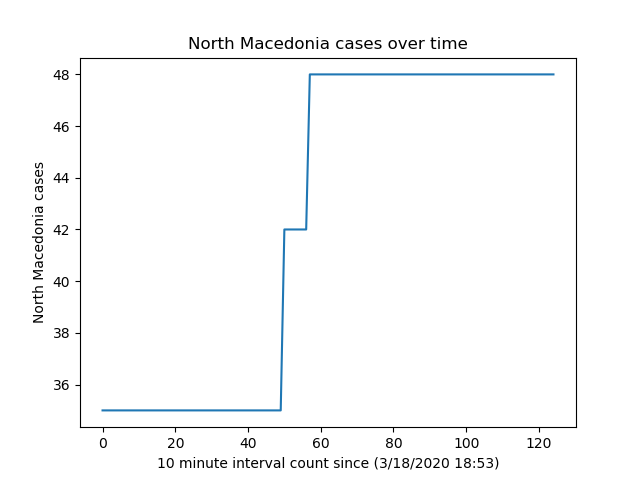 North Macedonia cases over time
North Macedonia cases
48
46
44
42
40
38
36
0 20 40 60 80 100 120
10 minute interval count since (3/18/2020 18:53)